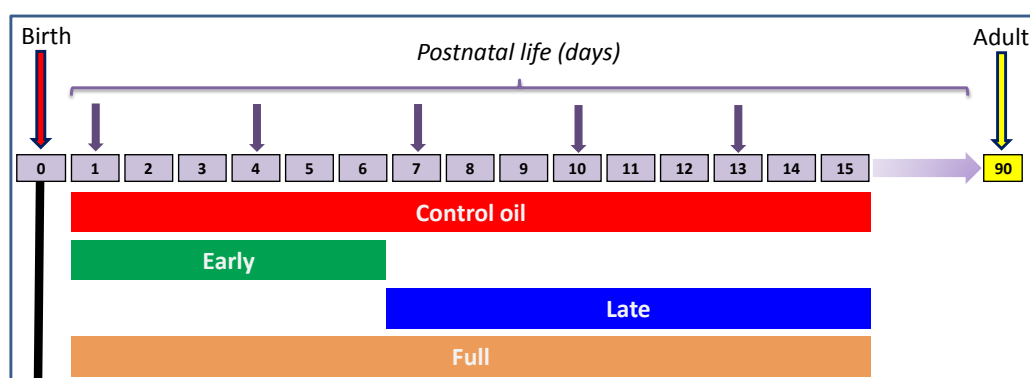 Birth
Adult
Postnatal life (days)
0 1 2 3 4 5 6 7 8 9 10 11 12 13 14 15 90
Control oil
Early
Late
Full